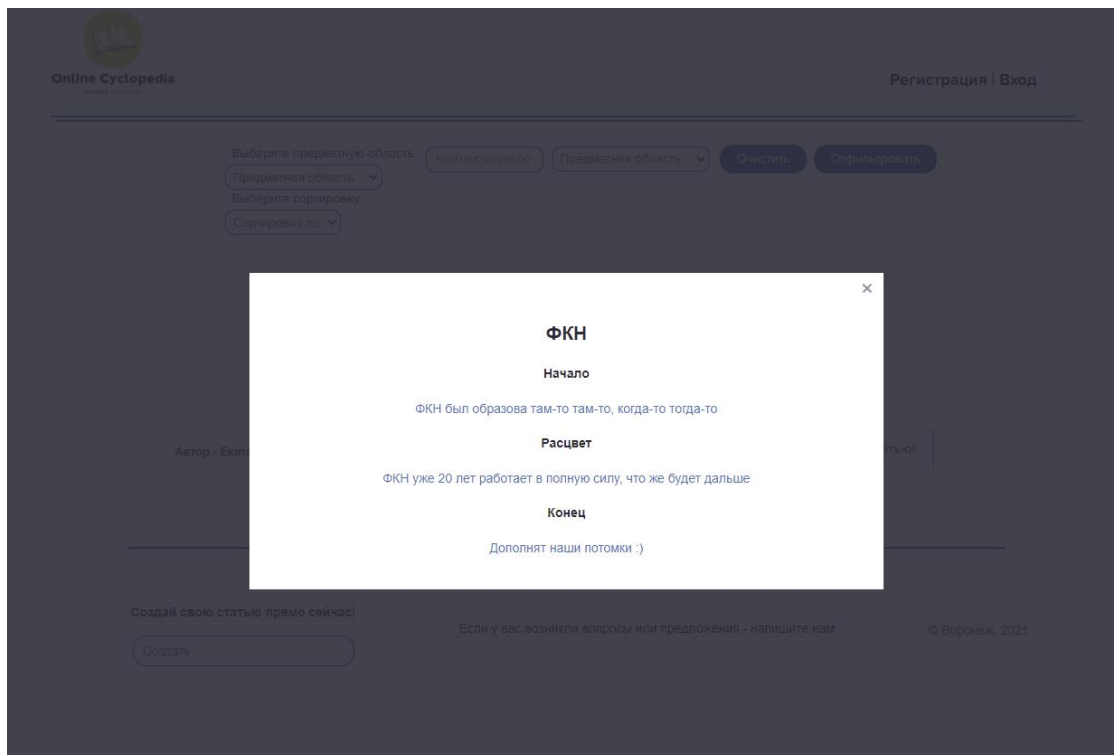 Online Cyclopedia
Регистрация | Вход
Выберите предметную область
Найти статью по
Предметная область
Очистить
Отфильтровать
Предметная область
Выберите сортировку
Сортировка по
×
ФКН
Начало
ФКН был образова там-то там-то, когда-то тогда-то
Расцвет
Автор - Екат
тью!
ФКН уже 20 лет работает в полную силу, что же будет дальше
Конец
Дополнят наши потомки :)
Создай свою статью прямо сейчас!
Создать
Если у вас возникли вопросы или предложения - напишите нам
© Воронеж, 2021